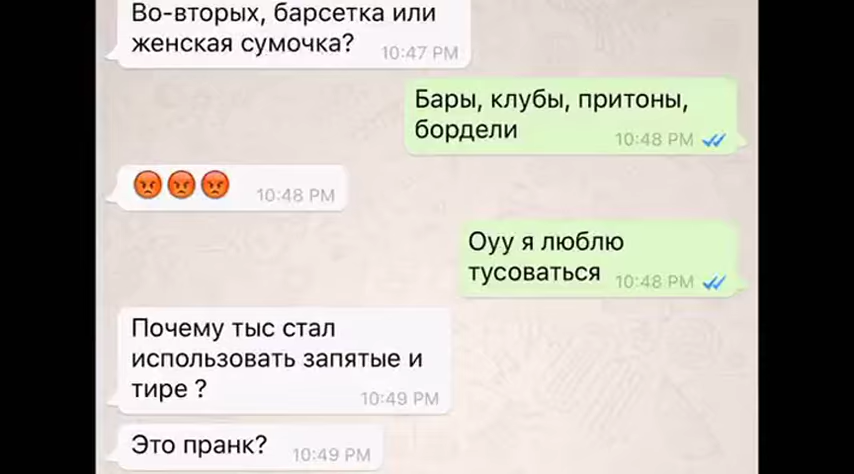 Во-вторых, барсетка или
женская сумочка?
10:47 PM
Бары, клубы, притоны,
бордели
10:48 PM
😡😡😡
10:48 PM
Оуу я люблю
тусоваться
10:48 PM
Почему тыс стал
использовать запятые и
тире ?
10:49 PM
Это пранк?
10:49 PM